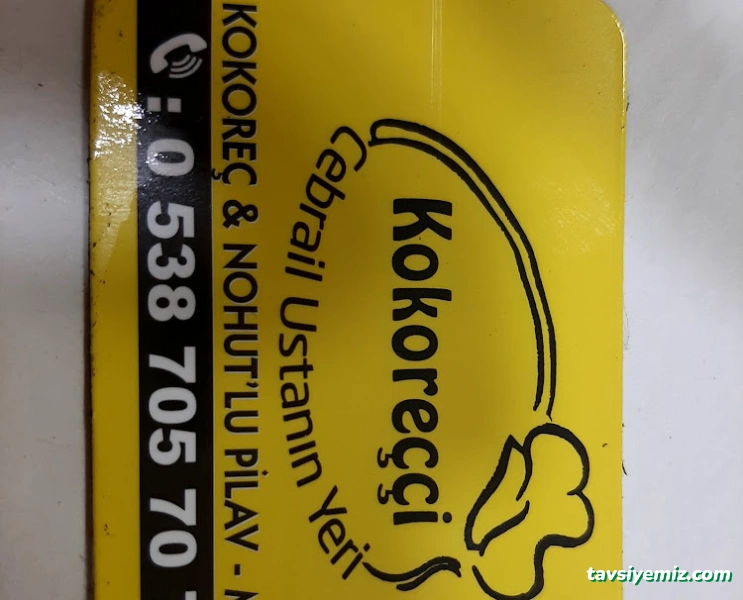 Kokoreççi
Cebrail Ustanın Yeri
KOKOREÇ & NOHUT'LU PİLAV -
: 0 538 705 70
tavsiyemiz.com